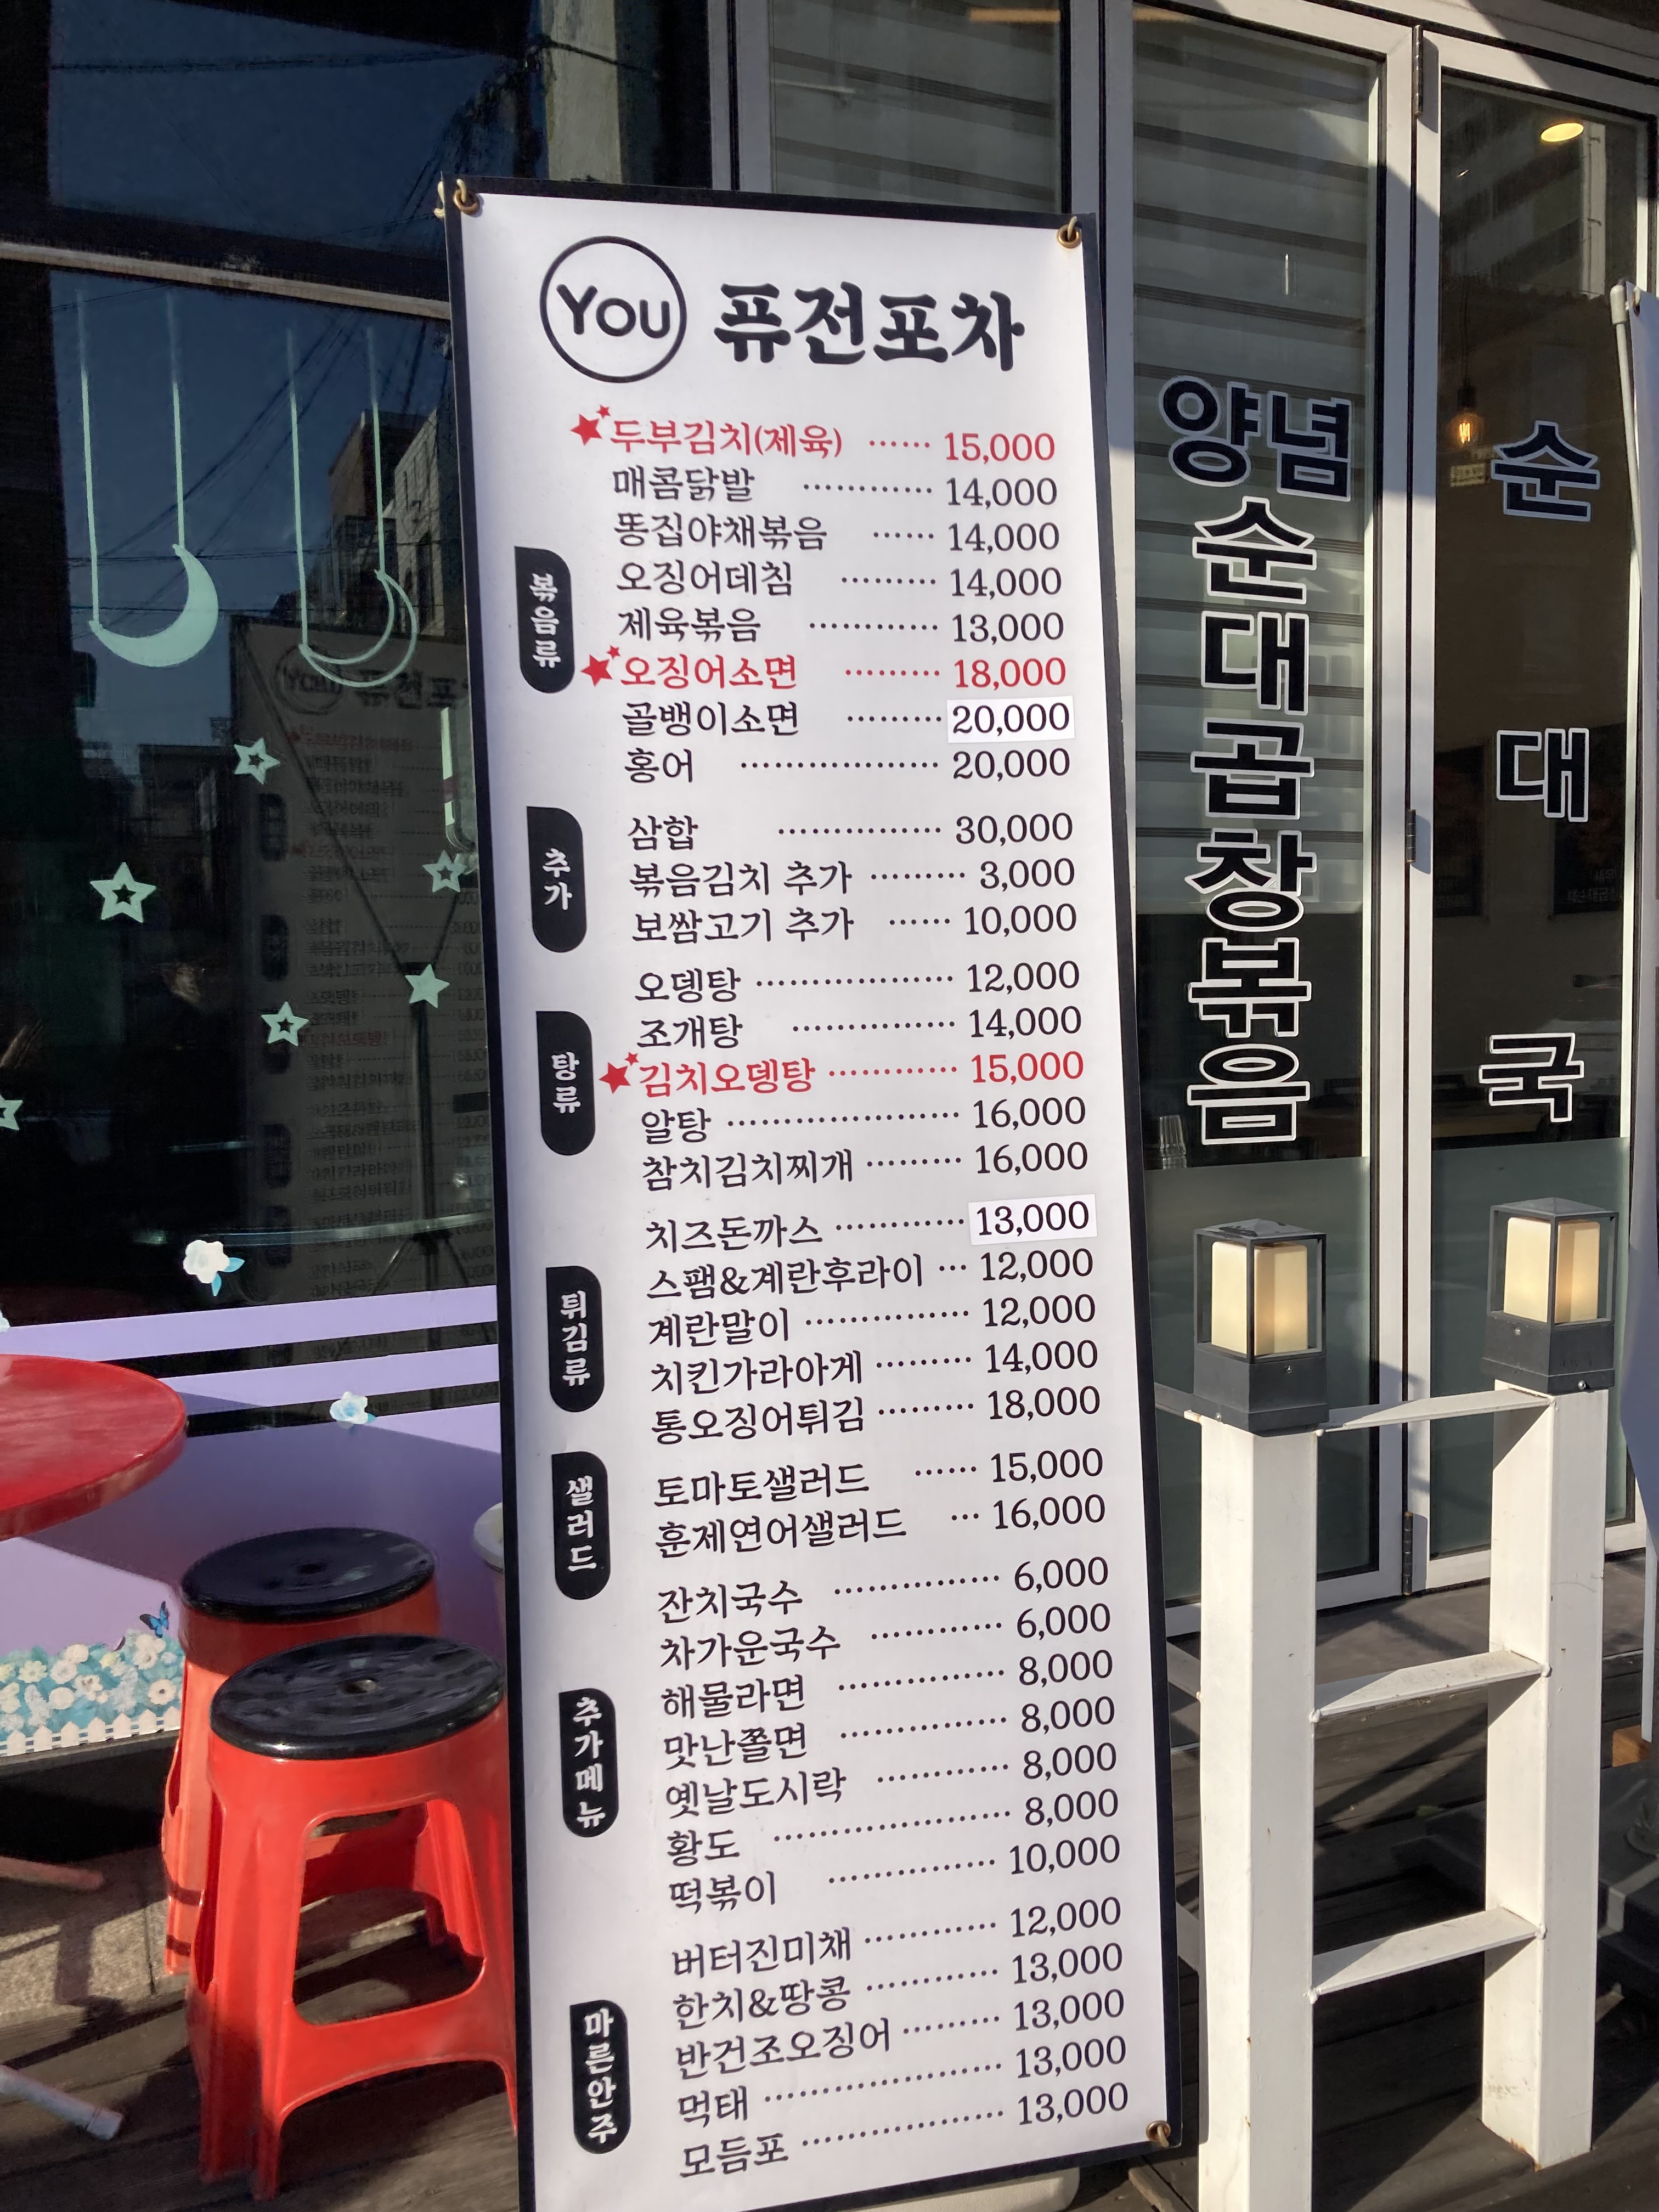 YOU 퓨전포차
볶음류
두부김치(제육) ······ 15,000
매콤닭발 ············ 14,000
똥집야채볶음 ······ 14,000
오징어데침 ········· 14,000
제육볶음 ············ 13,000
오징어소면 ········· 18,000
골뱅이소면 ········· 20,000
홍어 ·················· 20,000
추가
삼합 ··············· 30,000
볶음김치 추가 ········· 3,000
보쌈고기 추가 ······ 10,000
탕류
오뎅탕 ·················· 12,000
조개탕 ··············· 14,000
김치오뎅탕 ············ 15,000
알탕 ····················· 16,000
참치김치찌개 ········· 16,000
튀김류
치즈돈까스 ············ 13,000
스팸&계란후라이 ··· 12,000
계란말이 ··············· 12,000
치킨가라아게 ········· 14,000
통오징어튀김 ········· 18,000
샐러드
토마토샐러드 ······ 15,000
훈제연어샐러드 ··· 16,000
추가메뉴
잔치국수 ··············· 6,000
차가운국수 ············ 6,000
해물라면 ··············· 8,000
맛난쫄면 ··············· 8,000
옛날도시락 ············ 8,000
황도 ····················· 8,000
떡볶이 ··············· 10,000
마른안주
버터진미채 ············ 12,000
한치&땅콩 ············ 13,000
반건조오징어 ········· 13,000
먹태 ····················· 13,000
모듬포 ·················· 13,000
양념
순대곱창볶음
순대국